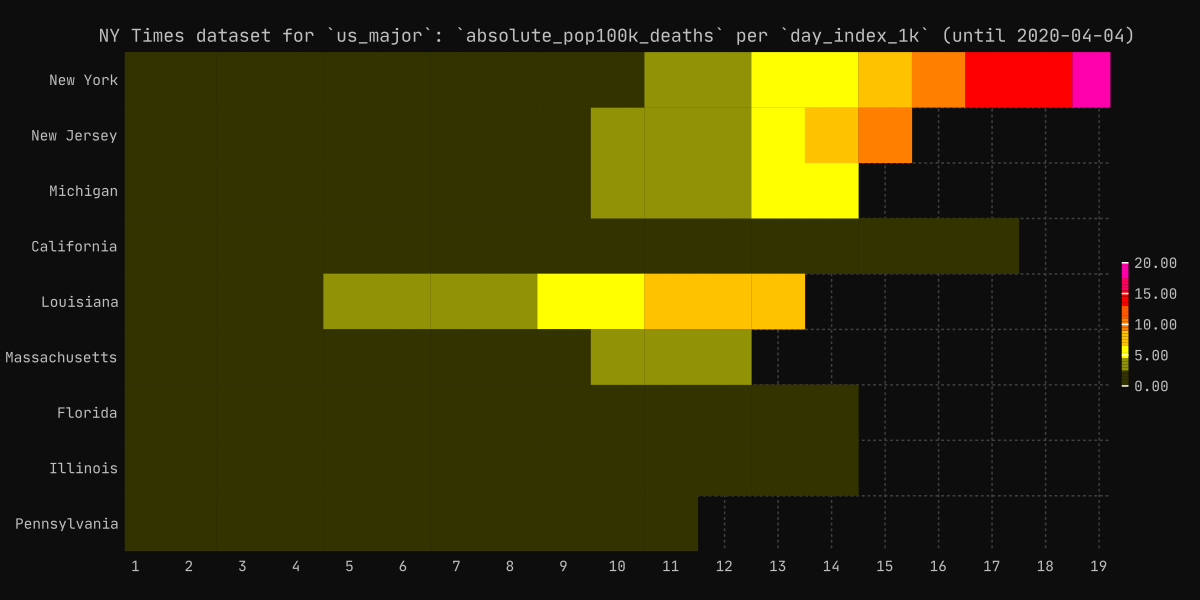 NY Times dataset for `us_major`: `absolute_pop100k_deaths` per `day_index_1k` (until 2020-04-04)
New York
New Jersey
Michigan
California
Louisiana
Massachusetts
Florida
Illinois
Pennsylvania
20.00
15.00
10.00
5.00
0.00
1 2 3 4 5 6 7 8 9 10 11 12 13 14 15 16 17 18 19